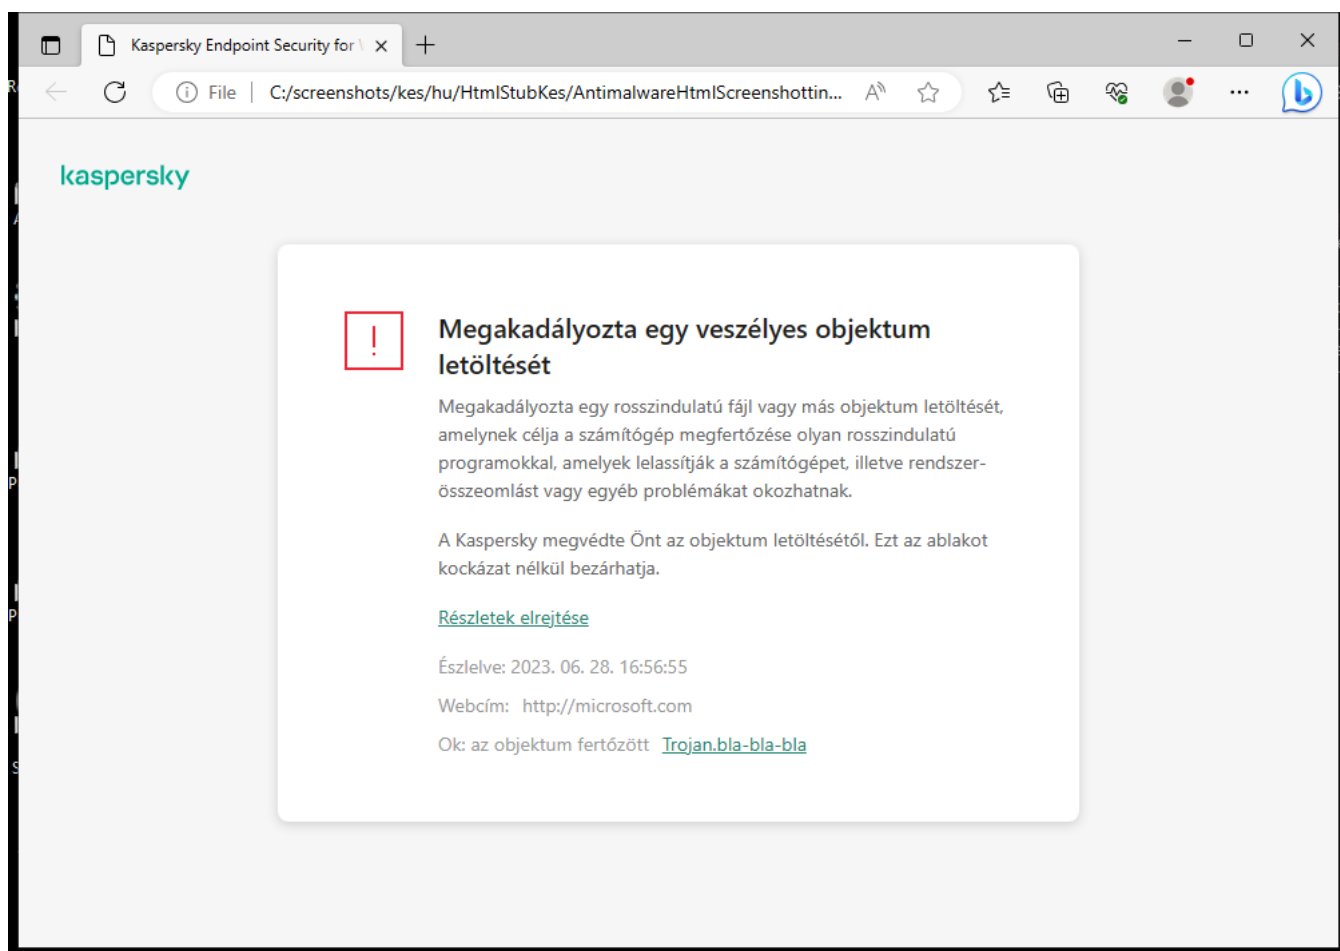 Kaspersky Endpoint Security for
File
C:/screenshots/kes/hu/HtmlStubKes/AntimalwareHtmlScreenshottin...
kaspersky
Megakadályozta egy veszélyes objektum
letöltését
Megakadályozta egy rosszindulatú fájl vagy más objektum letöltését,
amelynek célja a számítógép megfertőzése olyan rosszindulatú
programokkal, amelyek lelassítják a számítógépet, illetve rendszer-
összeomlást vagy egyéb problémákat okozhatnak.
A Kaspersky megvédte Önt az objektum letöltésétől. Ezt az ablakot
kockázat nélkül bezárhatja.
Részletek elrejtése
Észlelve: 2023. 06. 28. 16:56:55
Webcím: http://microsoft.com
Ok: az objektum fertőzött Trojan.bla-bla-bla